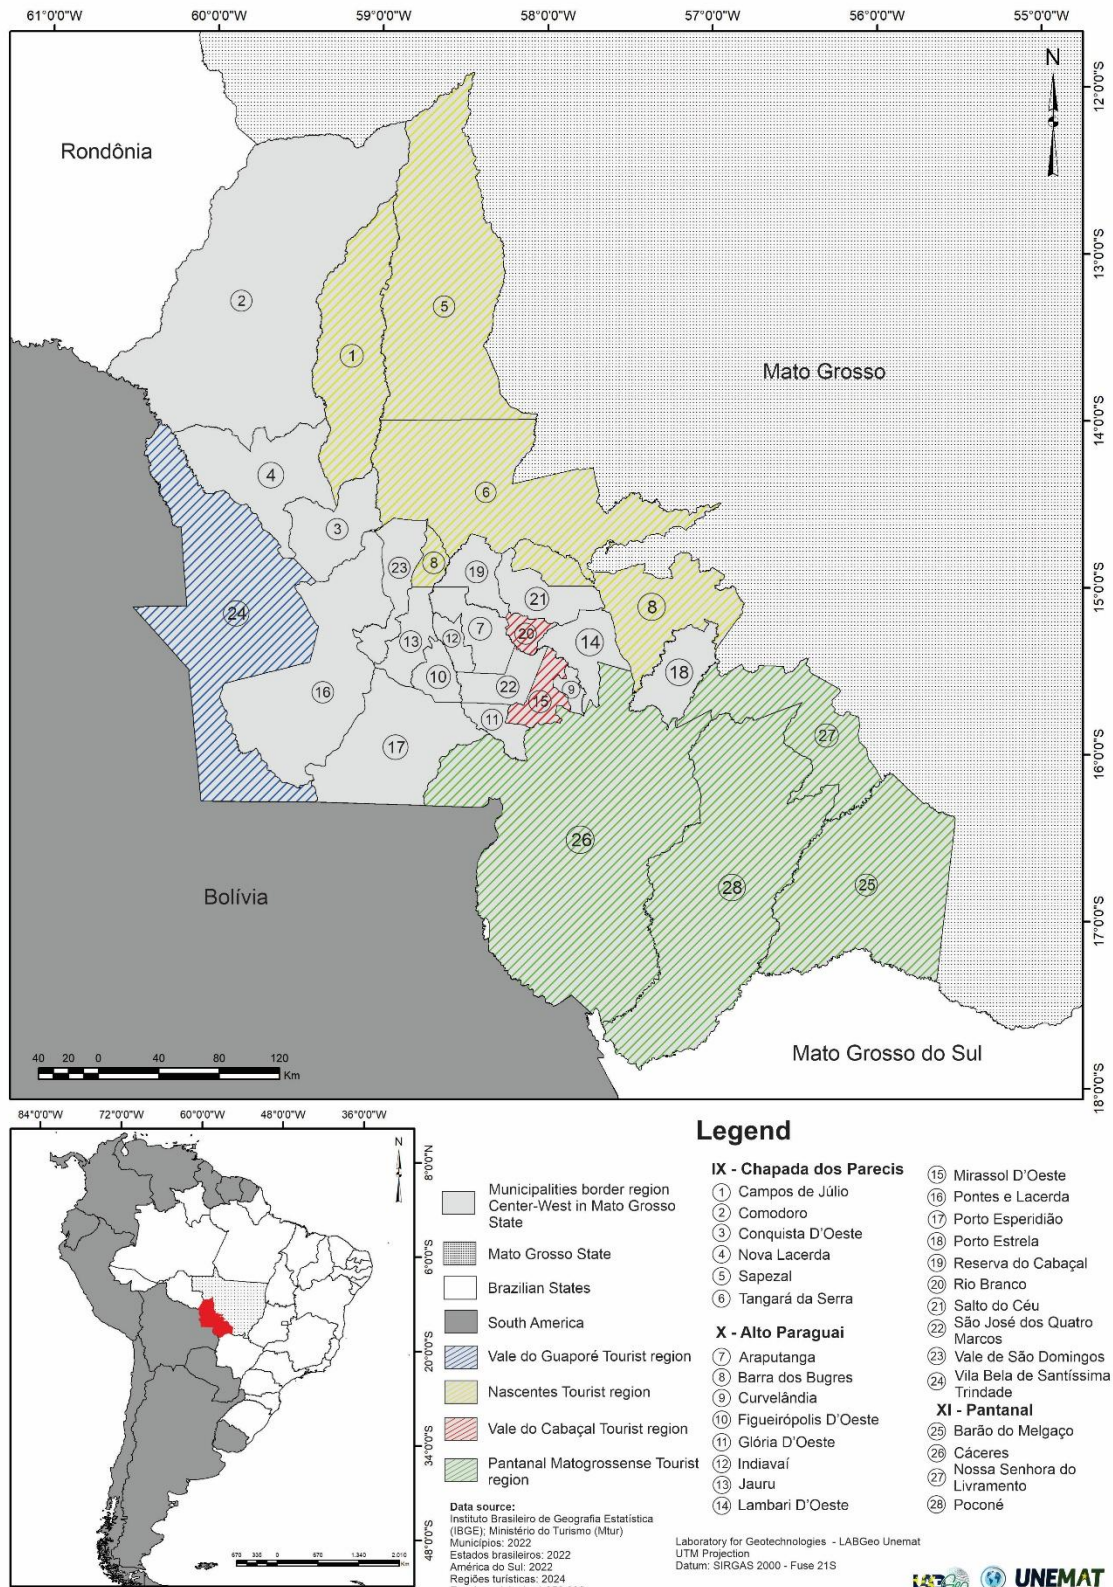 61°0'0"W 60°0'0"W 59°0'0"W 58°0'0"W 57°0'0"W 56°0'0"W 55°0'0"W
N
12°0'0"S
13°0'0"S
14°0'0"S
15°0'0"S
16°0'0"S
17°0'0"S
18°0'0"S
Rondônia
Mato Grosso
Bolívia
Mato Grosso do Sul
2
5
1
4
6
3
23
8
19
21
8
24
20
7
12
13
14
10
18
16
22
9
15
11
27
17
26
28
25
40 20 0 40 80 120
Km
84°0'0"W 72°0'0"W 60°0'0"W 48°0'0"W 36°0'0"W
N
8°0'0"N
6°0'0"S
20°0'0"S
34°0'0"S
48°0'0"S
Legend
Municipalities border region
Center-West in Mato Grosso
State
Mato Grosso State
Brazilian States
South America
Vale do Guaporé Tourist region
Nascentes Tourist region
Vale do Cabaçal Tourist region
Pantanal Matogrossense Tourist
region
IX - Chapada dos Parecis
1 Campos de Júlio
2 Comodoro
3 Conquista D'Oeste
4 Nova Lacerda
5 Sapezal
6 Tangará da Serra
X - Alto Paraguai
7 Araputanga
8 Barra dos Bugres
9 Curvelândia
10 Figueirópolis D'Oeste
11 Glória D'Oeste
12 Indiavaí
13 Jauru
14 Lambari D'Oeste
15 Mirassol D'Oeste
16 Pontes e Lacerda
17 Porto Esperidião
18 Porto Estrela
19 Reserva do Cabaçal
20 Rio Branco
21 Salto do Céu
22 São José dos Quatro
Marcos
23 Vale de São Domingos
24 Vila Bela de Santíssima
Trindade
XI - Pantanal
25 Barão do Melgaço
26 Cáceres
27 Nossa Senhora do
Livramento
28 Poconé
Data source:
Instituto Brasileiro de Geografia Estatística
(IBGE); Ministério do Turismo (Mtur)
Municípios: 2022
Estados brasileiros: 2022
América do Sul: 2022
Regiões turísticas: 2024
Laboratory for Geotechnologies - LABGeo Unemat
UTM Projection
Datum: SIRGAS 2000 - Fuse 21S
UNEMAT